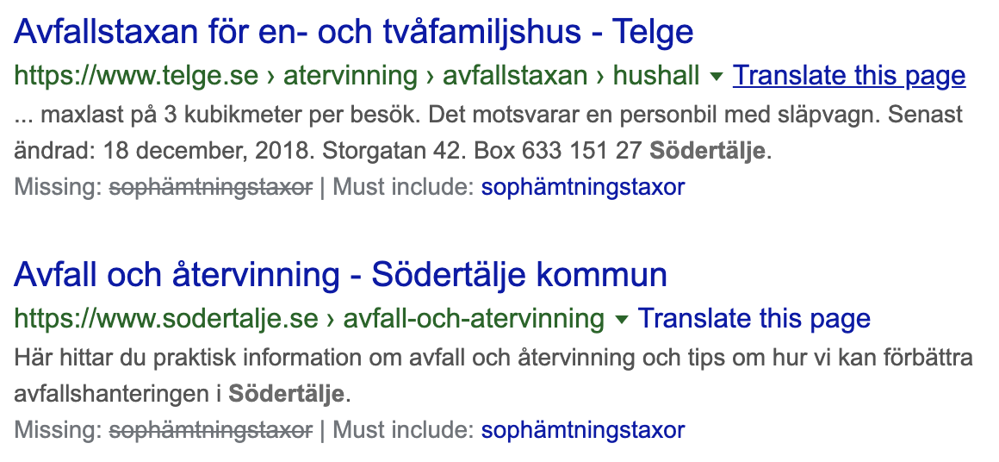 Avfallstaxan för en- och tvåfamiljshus - Telge
https://www.telge.se › atervinning › avfallstaxan › hushall ▾ Translate this page
... maxlast på 3 kubikmeter per besök. Det motsvarar en personbil med släpvagn. Senast
ändrad: 18 december, 2018. Storgatan 42. Box 633 151 27 Södertälje.
Missing: sophämtningstaxor | Must include: sophämtningstaxor
Avfall och återvinning - Södertälje kommun
https://www.sodertalje.se › avfall-och-atervinning ▾ Translate this page
Här hittar du praktisk information om avfall och återvinning och tips om hur vi kan förbättra
avfallshanteringen i Södertälje.
Missing: sophämtningstaxor | Must include: sophämtningstaxor